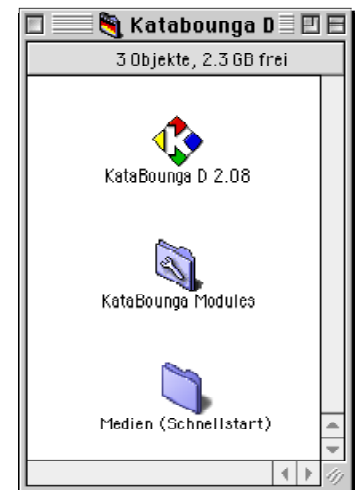 Katabounga D
3 Objekte, 2.3 GB frei
KataBounga D 2.08
KataBounga Modules
Medien (Schnellstart)